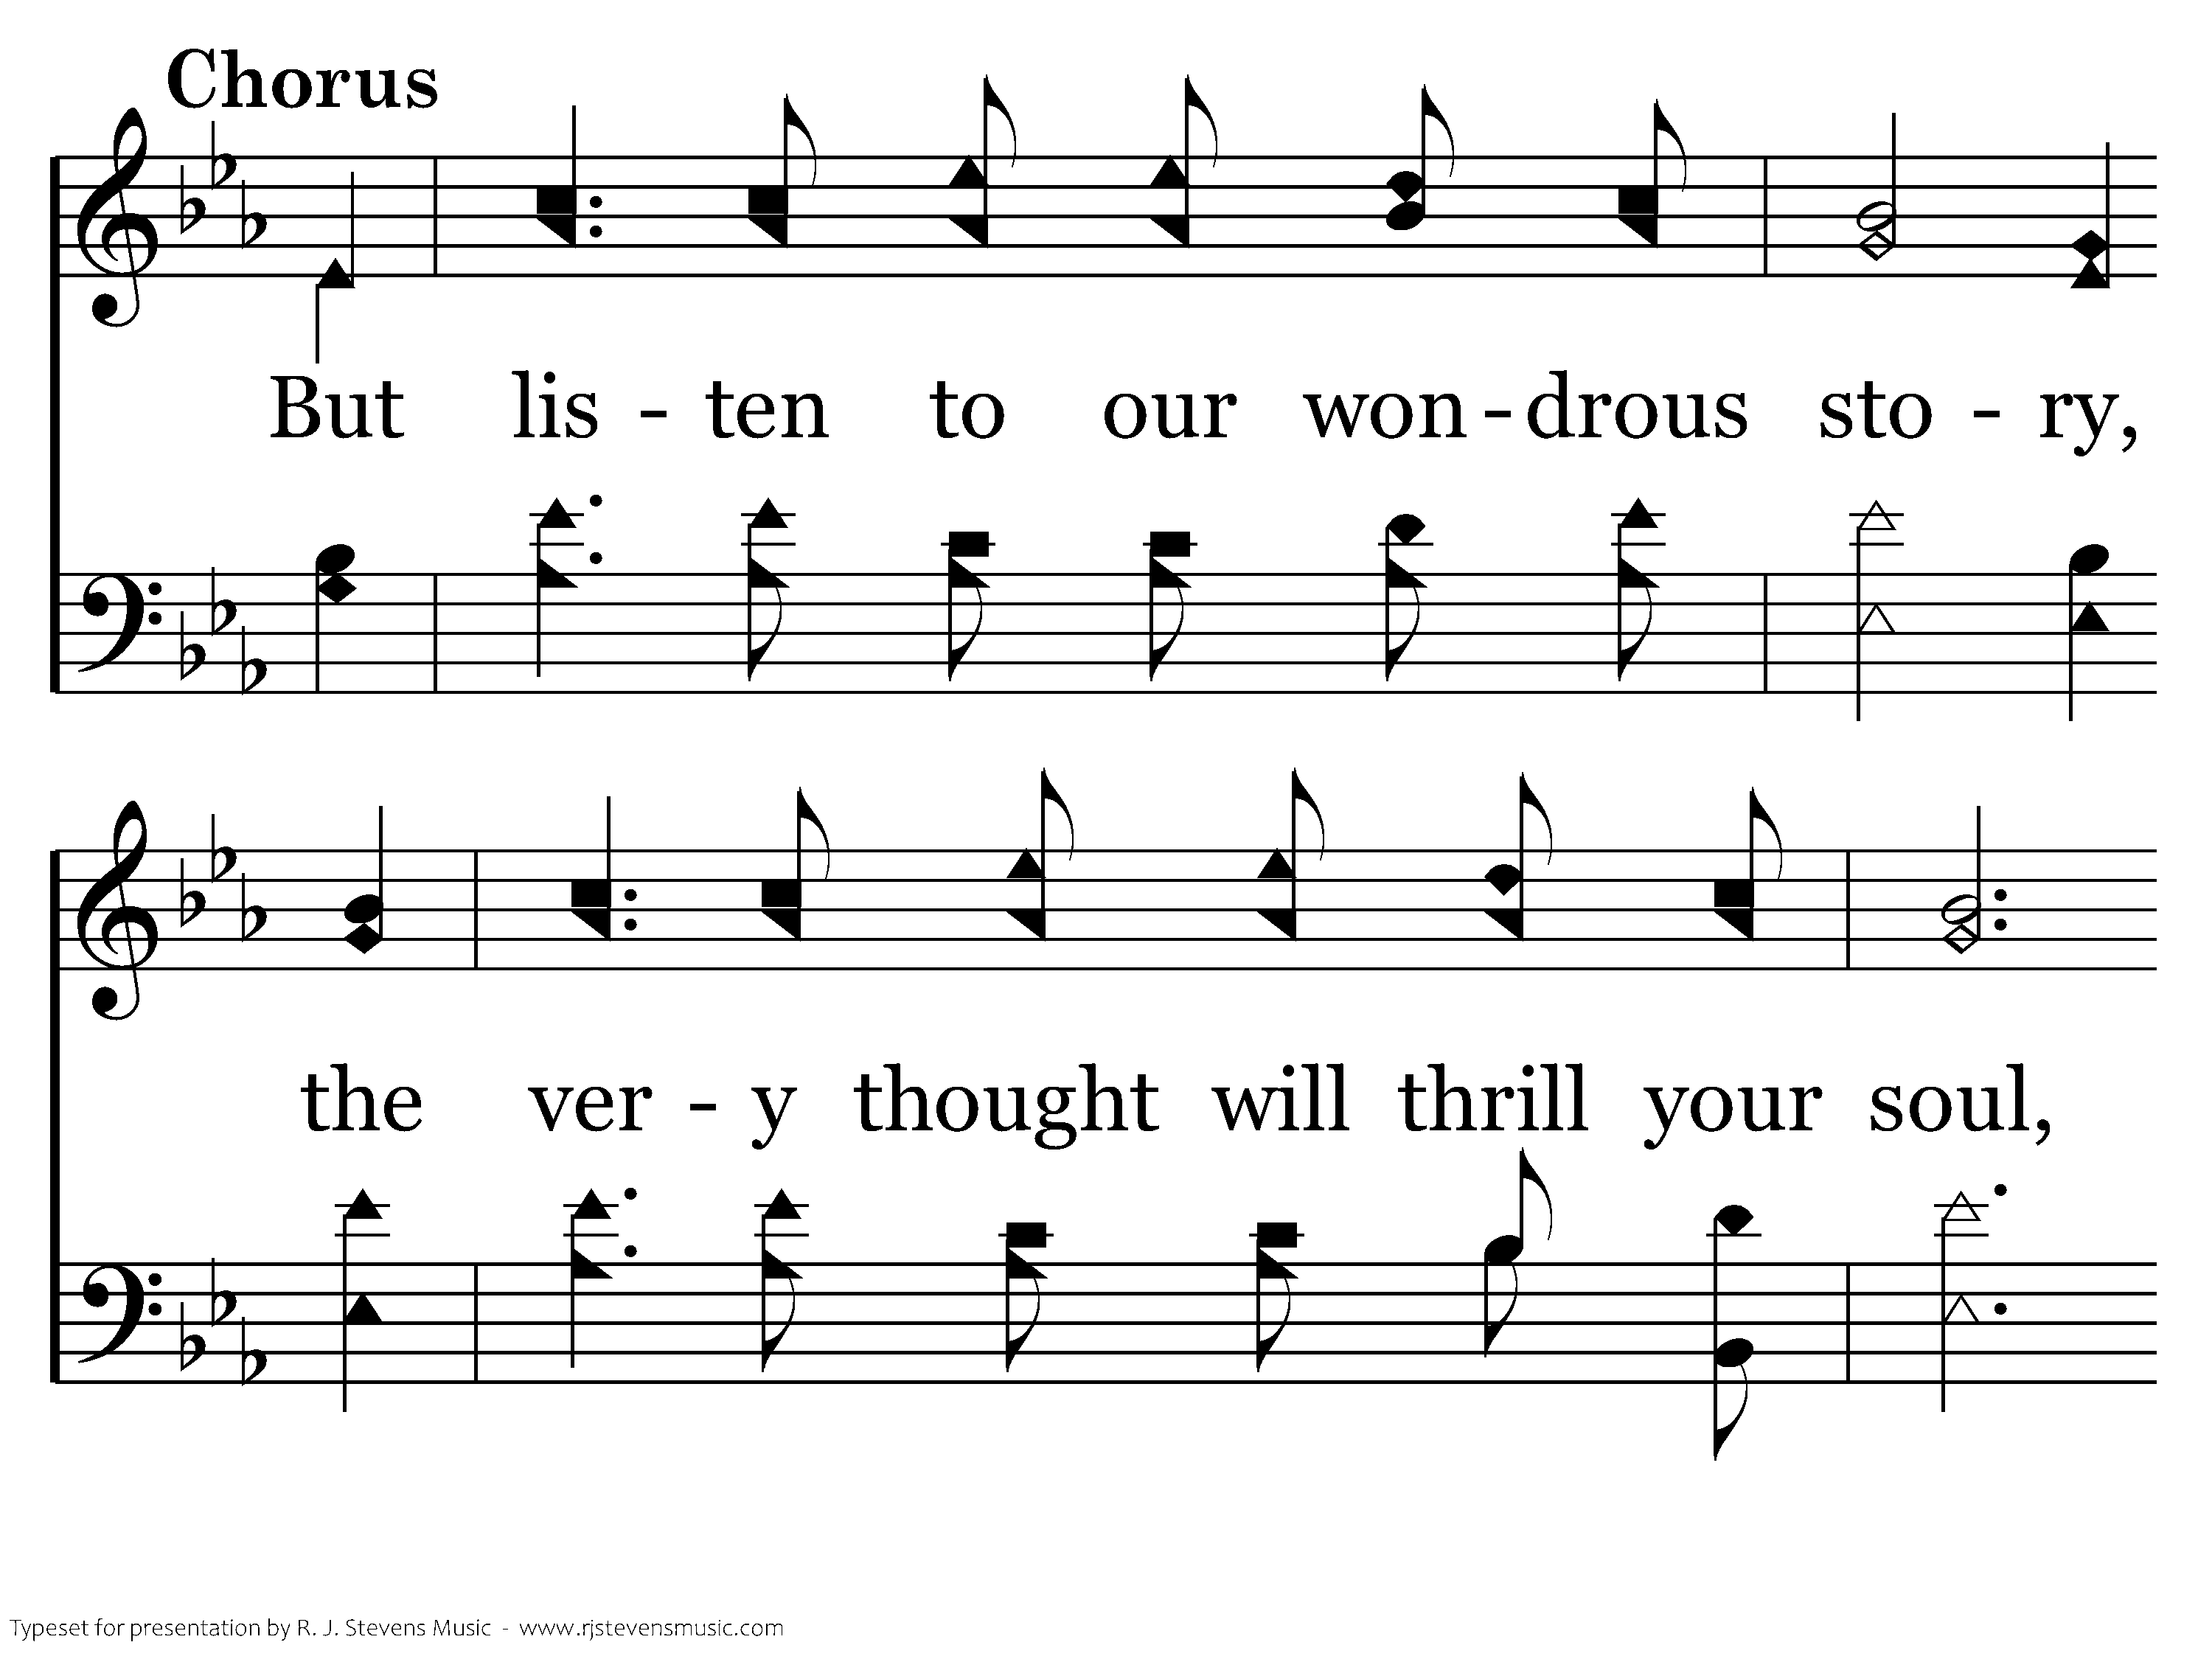 Chorus
But lis - ten to our won - drous sto - ry,
the ver - y thought will thrill your soul,
Typeset for presentation by R. J. Stevens Music - www.rjstevensmusic.com